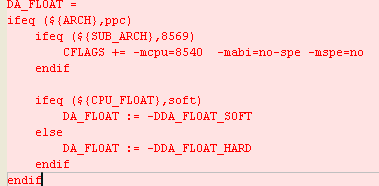 DA_FLOAT =
ifeq (${ARCH},ppc)
    ifeq (${SUB_ARCH},8569)
        CFLAGS += -mcpu=8540  -mabi=no-spe -mspe=no
    endif

    ifeq (${CPU_FLOAT},soft)
        DA_FLOAT := -DDA_FLOAT_SOFT
    else
        DA_FLOAT := -DDA_FLOAT_HARD
    endif
endif